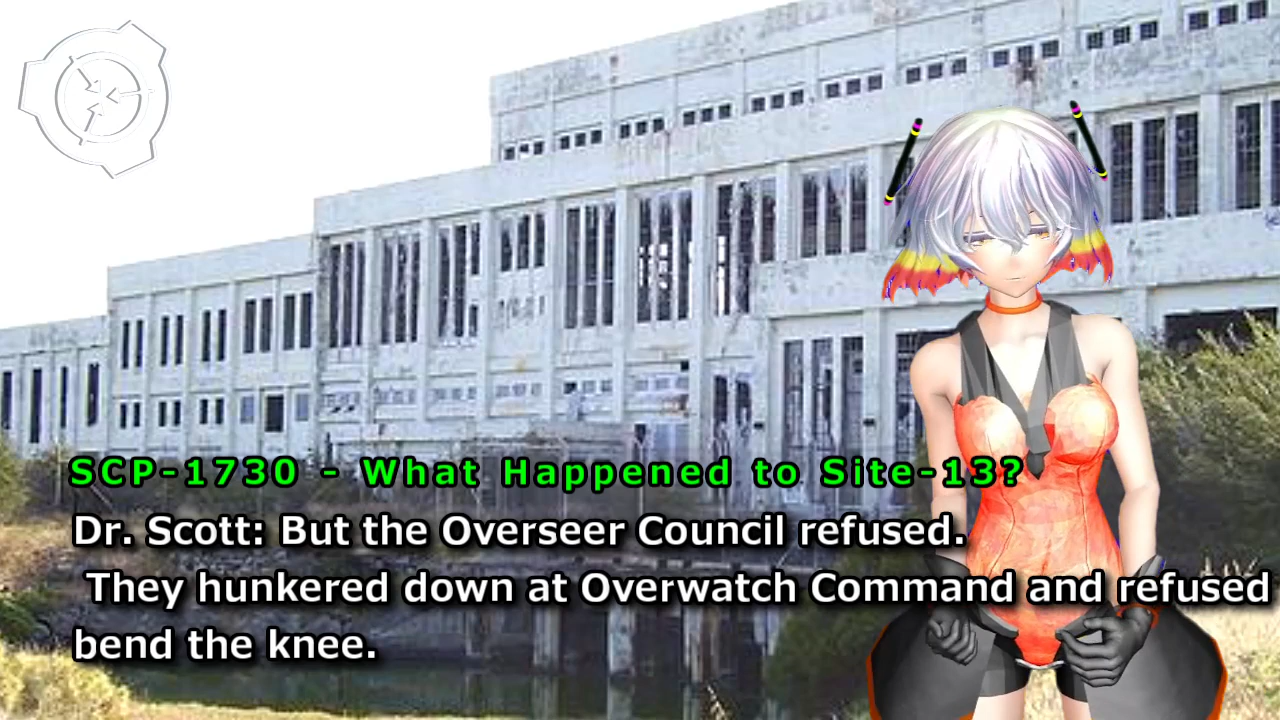 SCP-1730 - What Happened to Site-13?
Dr. Scott: But the Overseer Council refused.
They hunkered down at Overwatch Command and refused
bend the knee.